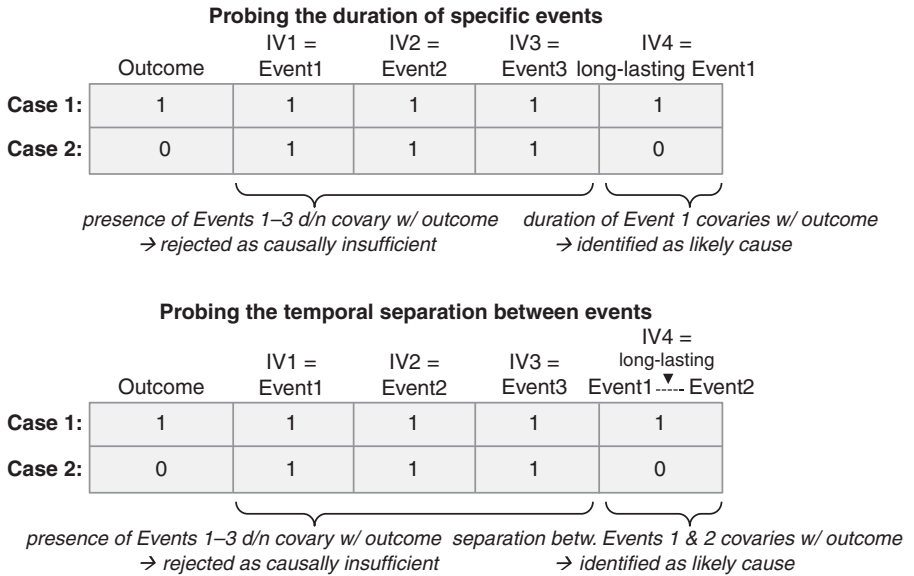 Probing the duration of specific events
IV1 = IV2 = IV3 = IV4 =
Outcome Event1 Event2 Event3 long-lasting Event1
Case 1: 1 1 1 1 1
Case 2: 0 1 1 1 0
presence of Events 1–3 d/n covary w/ outcome duration of Event 1 covaries w/ outcome
→ rejected as causally insufficient → identified as likely cause
Probing the temporal separation between events
IV4 =
IV1 = IV2 = IV3 = long-lasting
Outcome Event1 Event2 Event3 Event1 ----- Event2
Case 1: 1 1 1 1 1
Case 2: 0 1 1 1 0
presence of Events 1–3 d/n covary w/ outcome separation betw. Events 1 & 2 covaries w/ outcome
→ rejected as causally insufficient → identified as likely cause